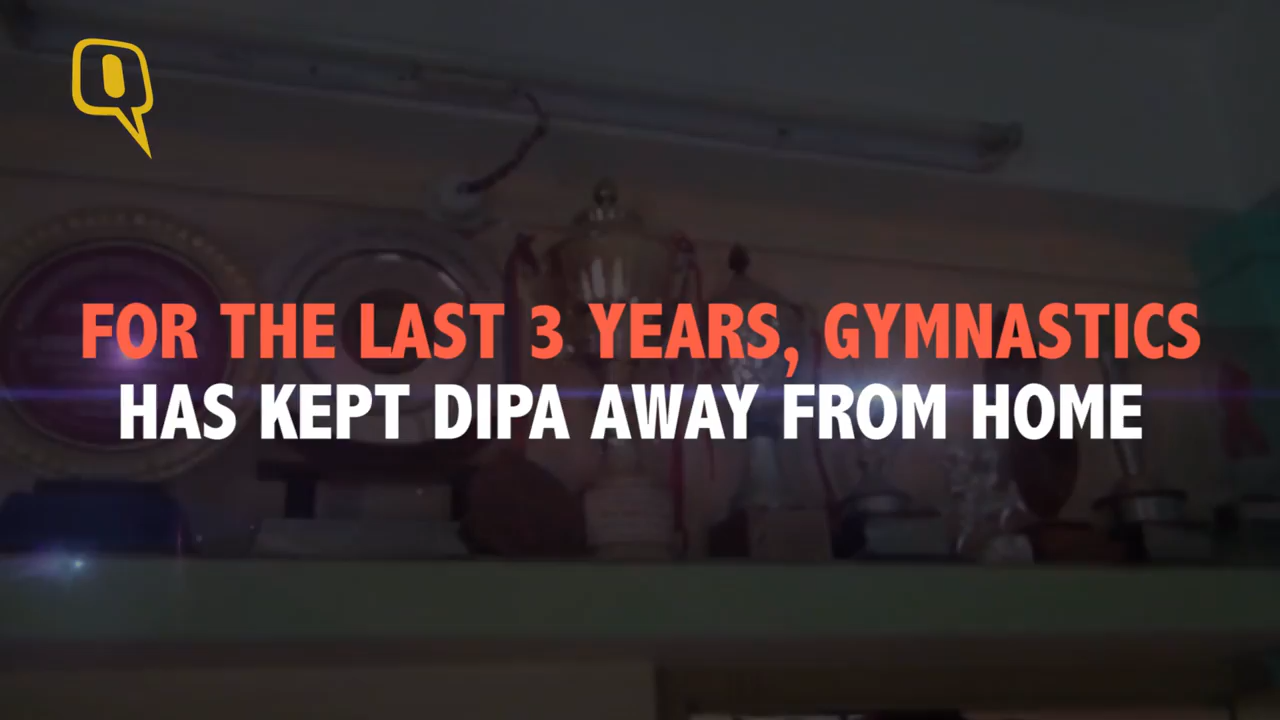 FOR THE LAST 3 YEARS, GYMNASTICS
HAS KEPT DIPA AWAY FROM HOME